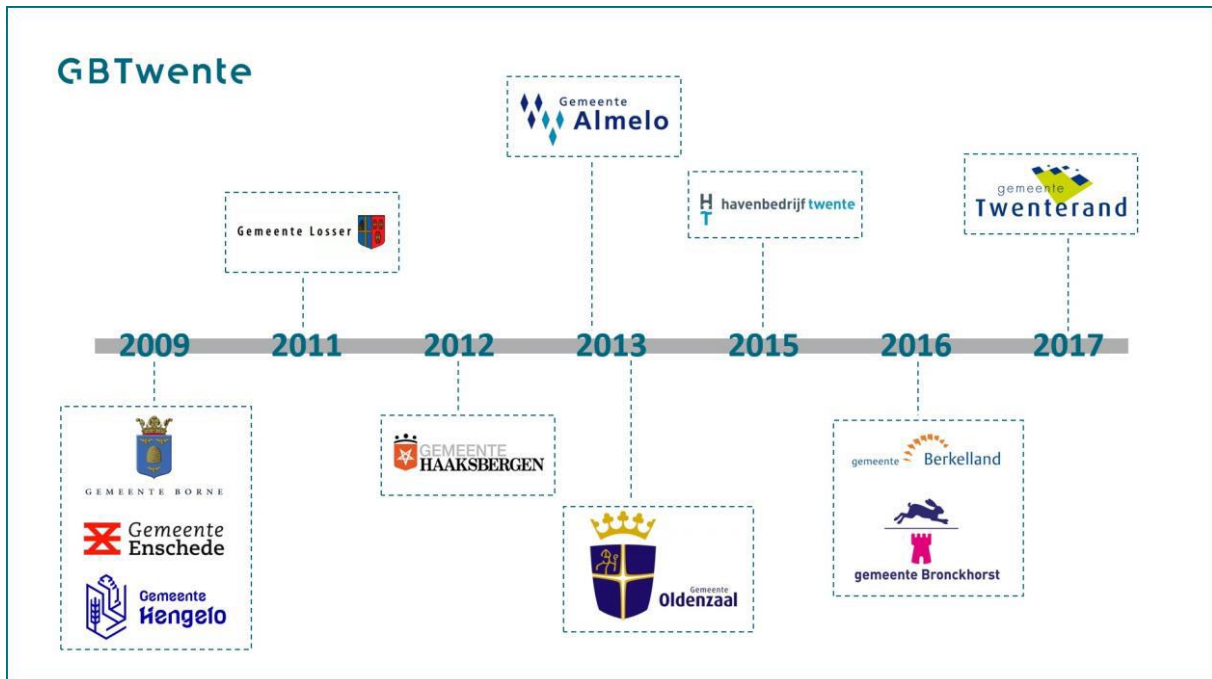 GBTwente
Gemeente
Almelo
havenbedrijf twente
HT
gemeente
Twenterand
Gemeente Losser
2009
2011
2012
2013
2015
2016
2017
GEMEENTE BORNE
Gemeente
Enschede
Gemeente
Hengelo
GEMEENTE
HAAKSBERGEN
Gemeente
Oldenzaal
gemeente Berkelland
gemeente Bronckhorst